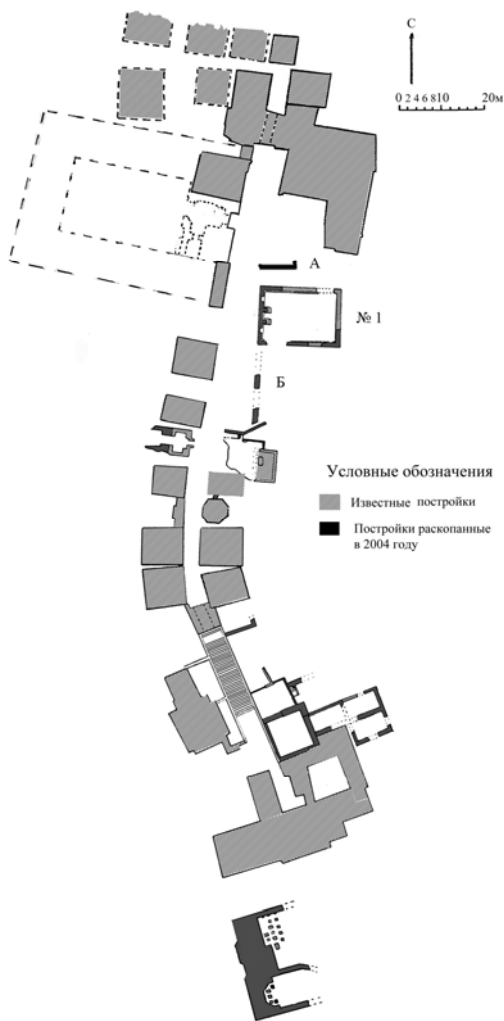 С
0 2 4 6 8 10 20м
А
№ 1
Б
Условные обозначения
Известные постройки
Постройки раскопанные
в 2004 году